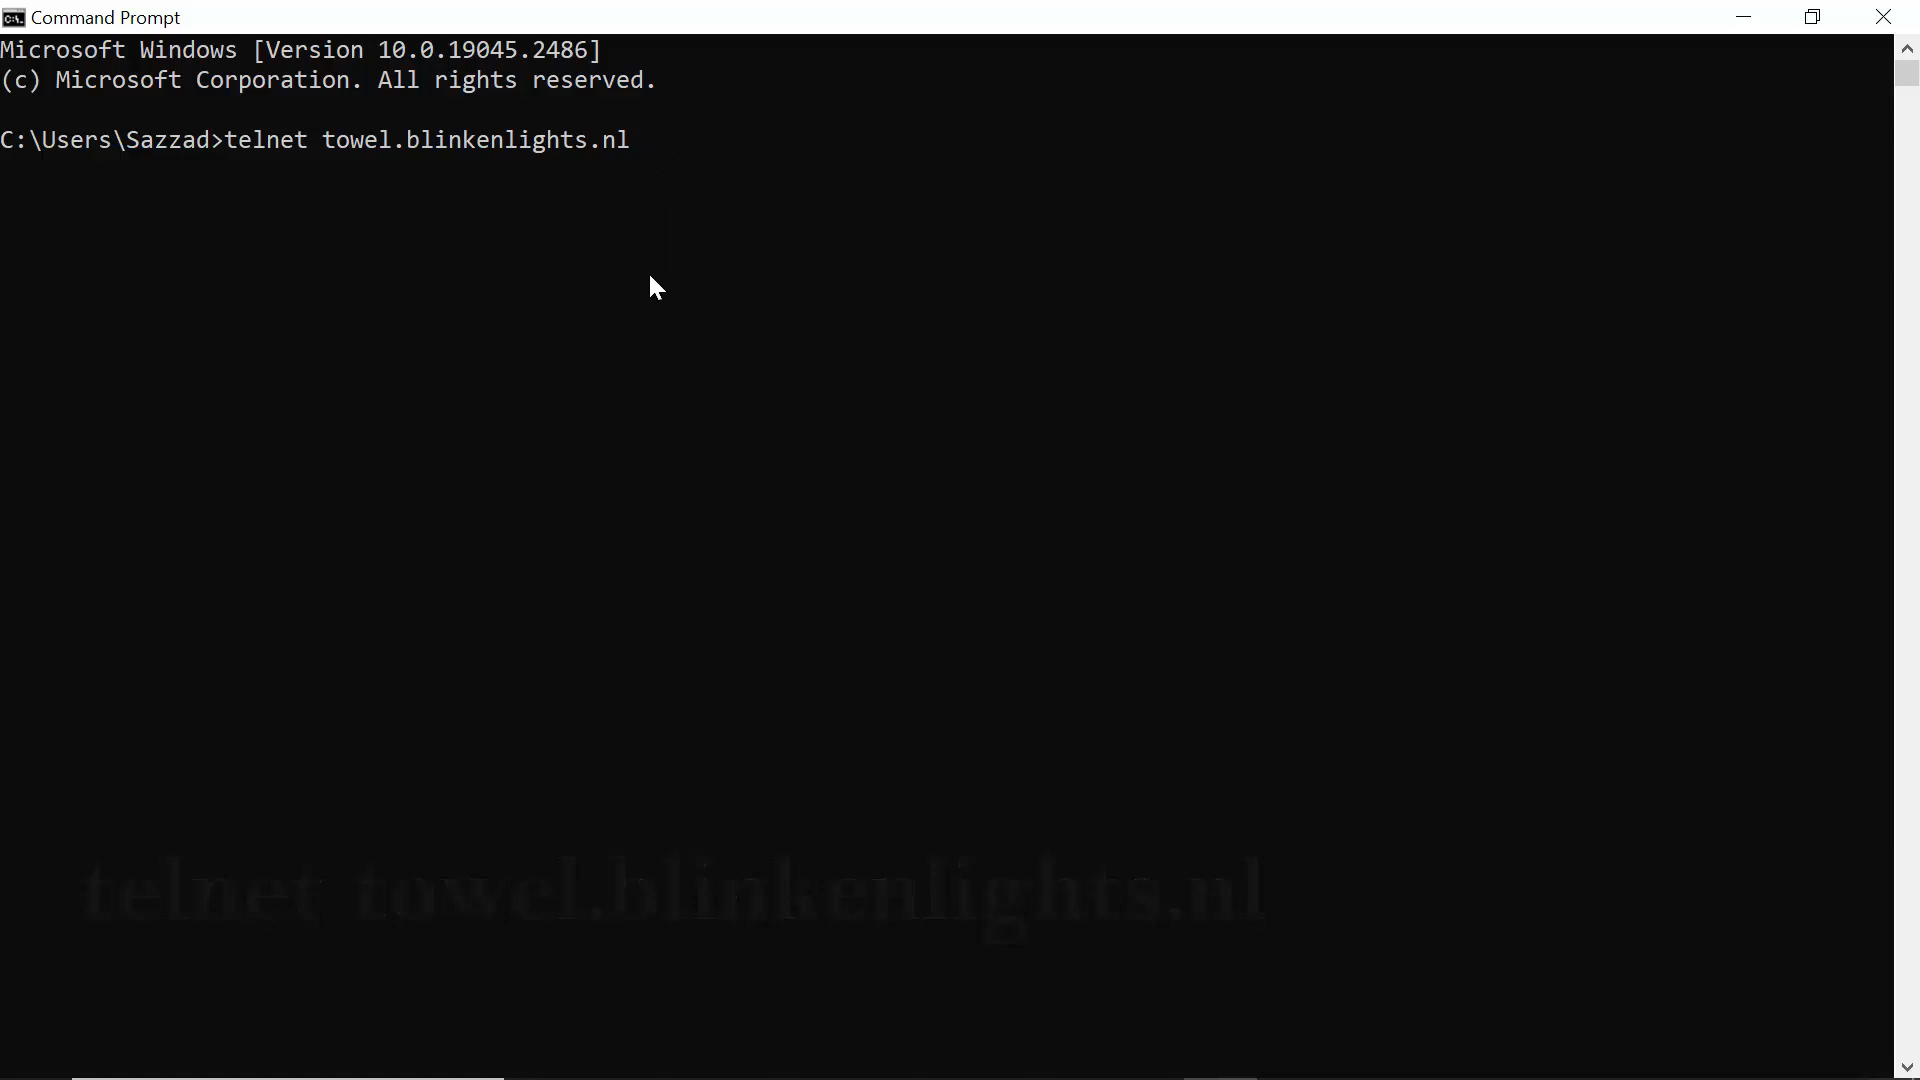 Command Prompt
Microsoft Windows [Version 10.0.19045.2486]
(c) Microsoft Corporation. All rights reserved.
C:\Users\Sazzad>telnet towel.blinkenlights.nl
telnet towel.blinkenlights.nl